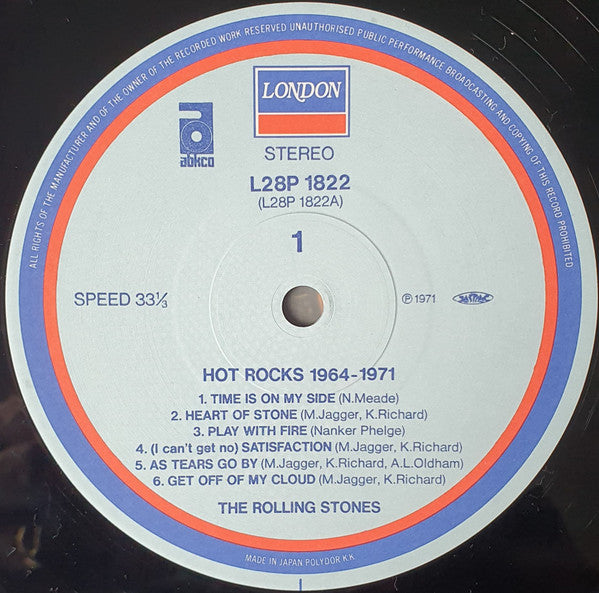 ALL RIGHTS OF THE MANUFACTURER AND OF THE OWNER OF THE RECORDED WORK RESERVED UNAUTHORISED PUBLIC PERFORMANCE BROADCASTING AND COPYING OF THIS RECORD PROHIBITED
LONDON
abkco
STEREO
L28P 1822
(L28P 1822A)
1
SPEED 33⅓
℗ 1971
HOT ROCKS 1964-1971
1. TIME IS ON MY SIDE (N.Meade)
2. HEART OF STONE (M.Jagger, K.Richard)
3. PLAY WITH FIRE (Nanker Phelge)
4. (I can't get no) SATISFACTION (M.Jagger, K.Richard)
5. AS TEARS GO BY (M.Jagger, K.Richard, A.L.Oldham)
6. GET OFF OF MY CLOUD (M.Jagger, K.Richard)
THE ROLLING STONES
MADE IN JAPAN POLYDOR K.K.